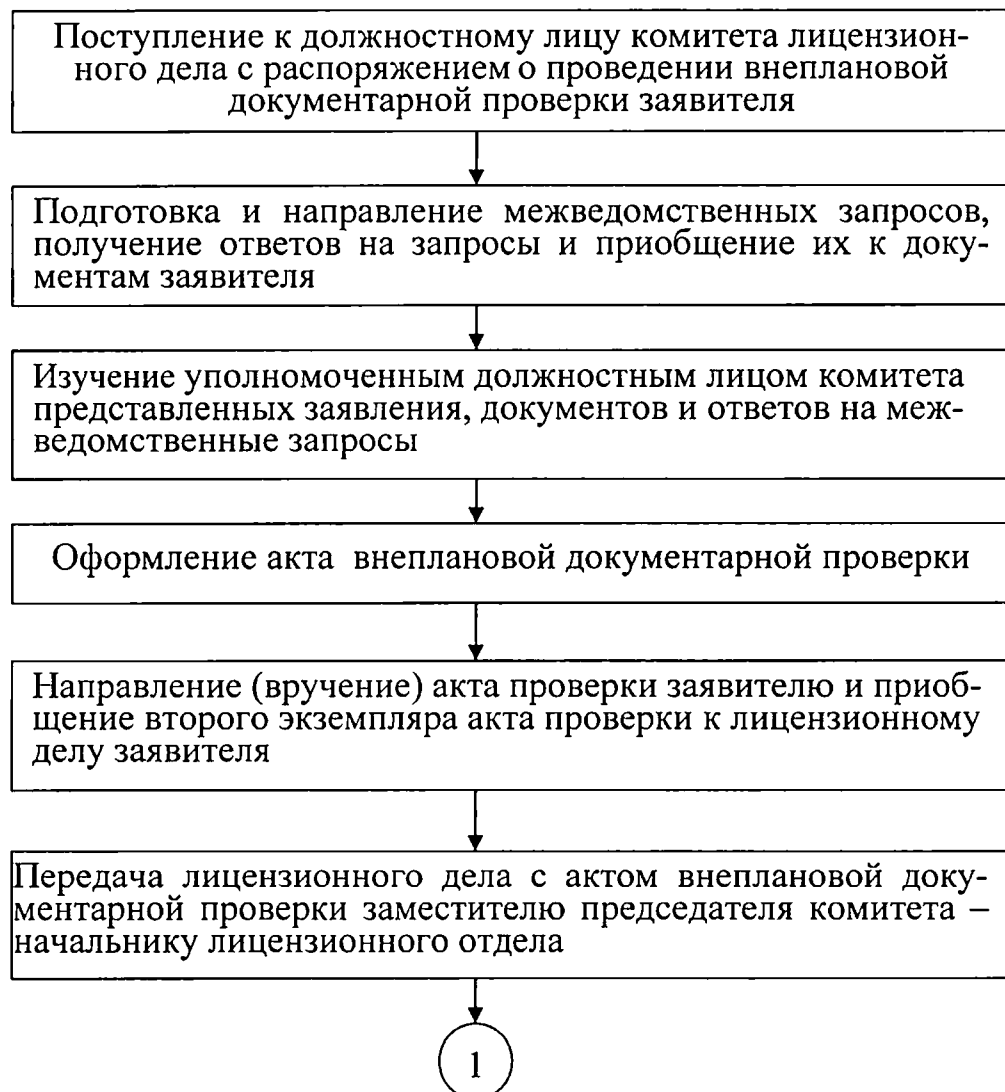 Поступление к должностному лицу комитета лицензион-
ного дела с распоряжением о проведении внеплановой
документарной проверки заявителя
Подготовка и направление межведомственных запросов,
получение ответов на запросы и приобщение их к доку-
ментам заявителя
Изучение уполномоченным должностным лицом комитета
представленных заявления, документов и ответов на меж-
ведомственные запросы
Оформление акта внеплановой документарной проверки
Направление (вручение) акта проверки заявителю и приоб-
щение второго экземпляра акта проверки к лицензионному
делу заявителя
Передача лицензионного дела с актом внеплановой доку-
ментарной проверки заместителю председателя комитета –
начальнику лицензионного отдела
1